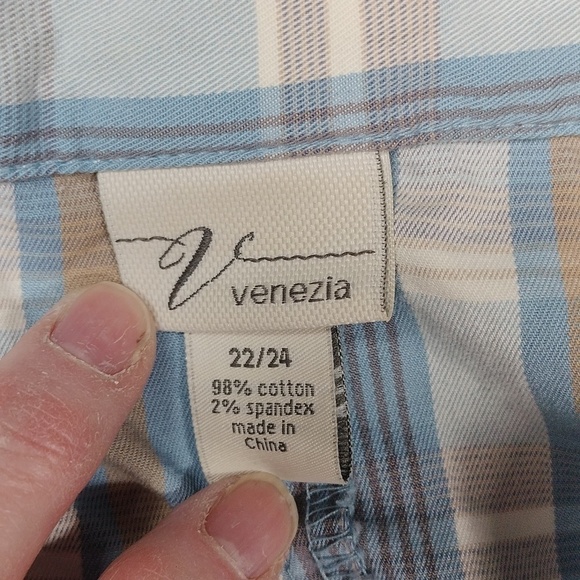 V
venezia
22/24
98% cotton
2% spandex
made in
China